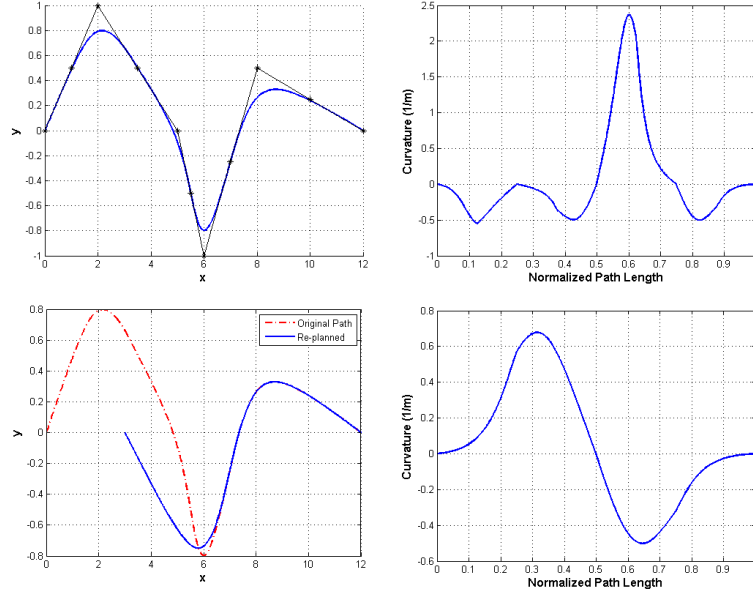 1
0.8
0.6
0.4
0.2
0
-0.2
-0.4
-0.6
-0.8
-1
y
0 2 4 6 8 10 12
x
2.5
2
1.5
1
0.5
0
-0.5
-1
Curvature (1/m)
0 0.1 0.2 0.3 0.4 0.5 0.6 0.7 0.8 0.9
Normalized Path Length
0.8
0.6
0.4
0.2
0
-0.2
-0.4
-0.6
-0.8
y
Original Path
Re-planned
0 2 4 6 8 10 12
x
0.8
0.6
0.4
0.2
0
-0.2
-0.4
-0.6
Curvature (1/m)
0 0.1 0.2 0.3 0.4 0.5 0.6 0.7 0.8 0.9
Normalized Path Length